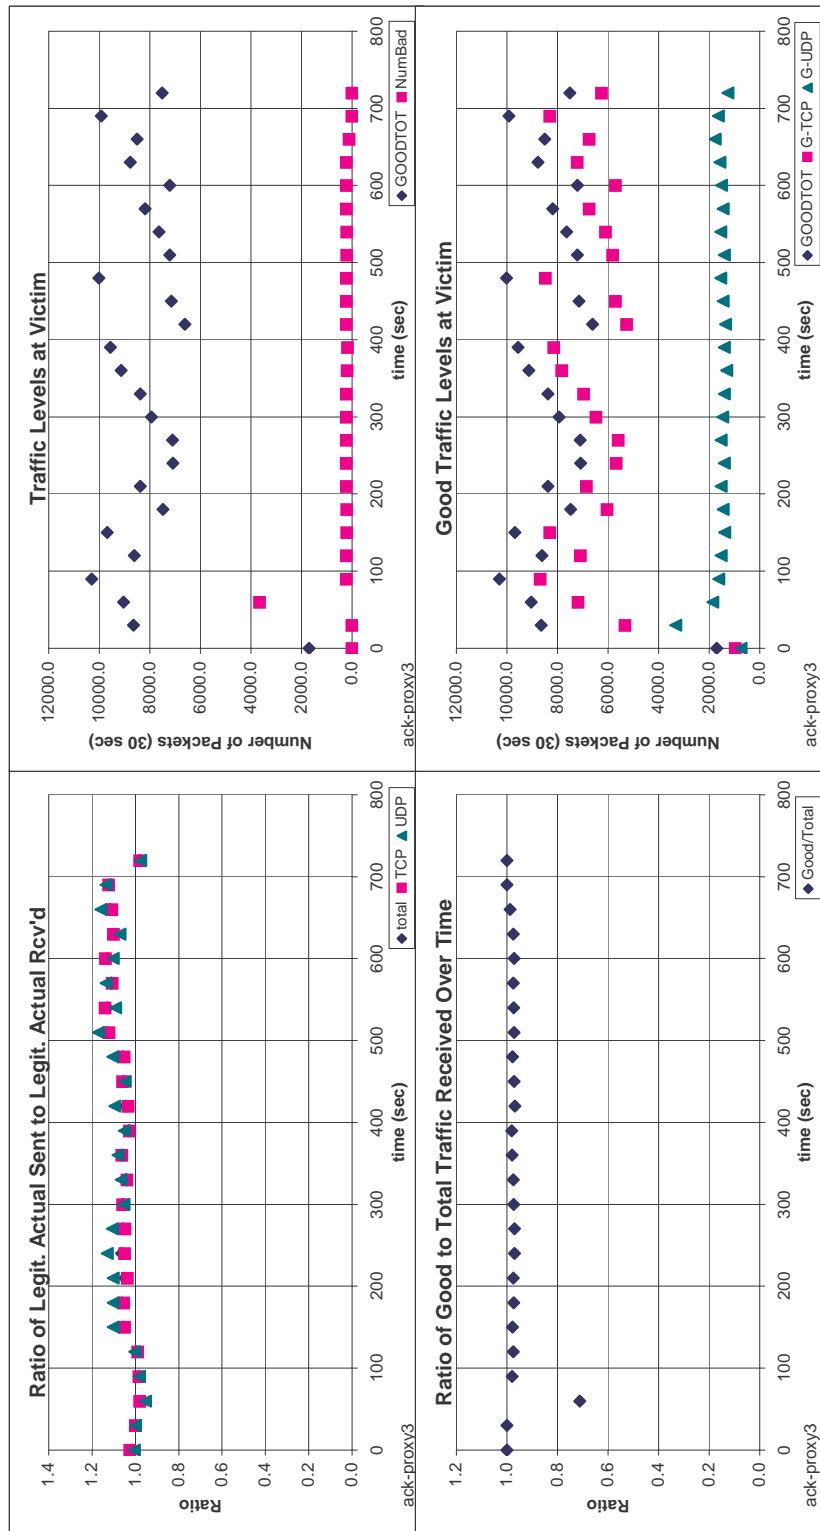 Ratio of Legit. Actual Sent to Legit. Actual Rcv'd
1.4
1.2
1.0
0.8
0.6
0.4
0.2
0.0
Ratio
0 100 200 300 400 500 600 700 800
time (sec)
ack-proxy3
total TCP UDP
Traffic Levels at Victim
12000.0
10000.0
8000.0
6000.0
4000.0
2000.0
0.0
Number of Packets (30 sec)
0 100 200 300 400 500 600 700 800
time (sec)
ack-proxy3
GOODTOT NumBad
Ratio of Good to Total Traffic Received Over Time
1.2
1.0
0.8
0.6
0.4
0.2
0.0
Ratio
0 100 200 300 400 500 600 700 800
time (sec)
ack-proxy3
Good/Total
Good Traffic Levels at Victim
12000.0
10000.0
8000.0
6000.0
4000.0
2000.0
0.0
Number of Packets (30 sec)
0 100 200 300 400 500 600 700 800
time (sec)
ack-proxy3
GOODTOT G-TCP G-UDP